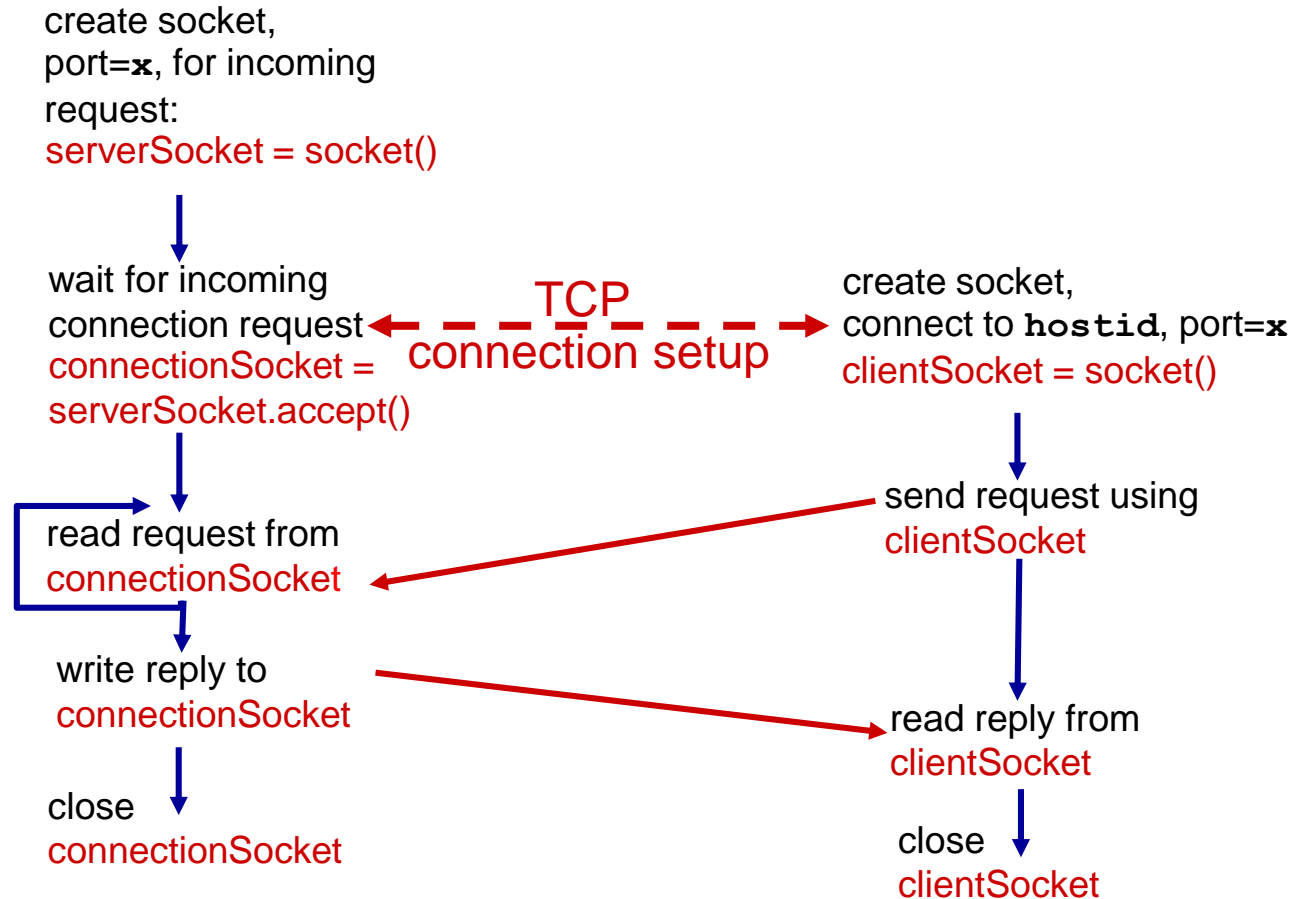 create socket,
port=x, for incoming
request:
serverSocket = socket()
wait for incoming
connection request
connectionSocket =
serverSocket.accept()
TCP
connection setup
create socket,
connect to hostid, port=x
clientSocket = socket()
send request using
clientSocket
read request from
connectionSocket
write reply to
connectionSocket
read reply from
clientSocket
close
connectionSocket
close
clientSocket